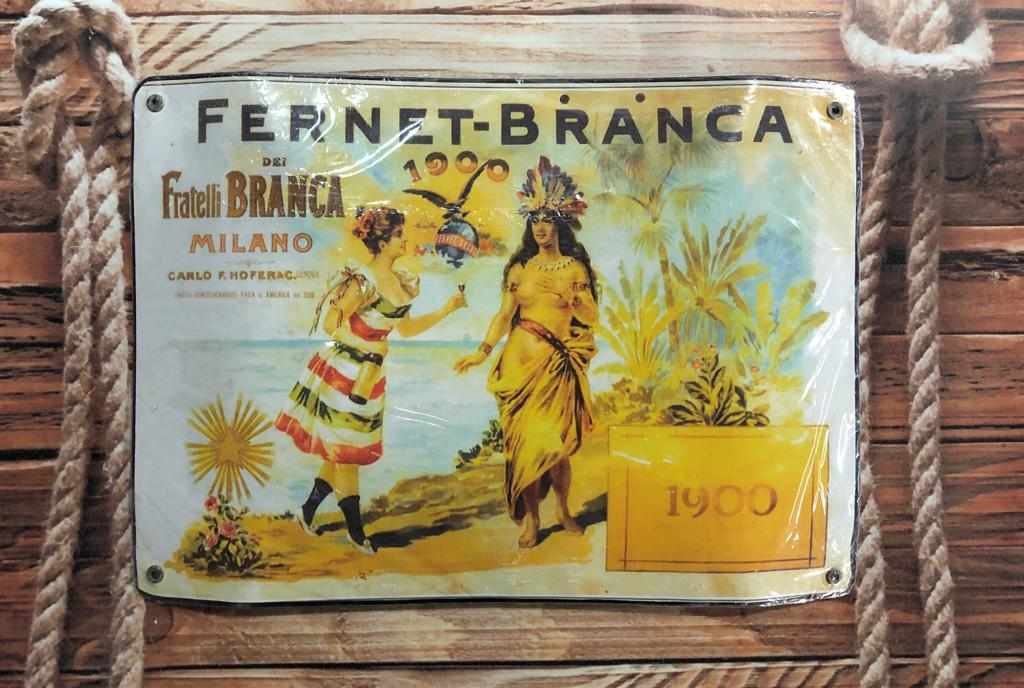 FERNET-BRANCA
DEI
Fratelli BRANCA
MILANO
CARLO F. HOFER & C.
1900
1900